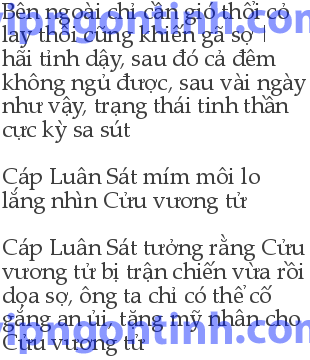 Bên ngoài chỉ cần gió thổi cỏ
lay thôi cũng khiến gã sợ
hãi tỉnh dậy, sau đó cả đêm
không ngủ được, sau vài ngày
như vậy, trạng thái tinh thần
cực kỳ sa sút
Cáp Luân Sát mím môi lo
lắng nhìn Cửu vương tử
Cáp Luân Sát tưởng rằng Cửu
vương tử bị trận chiến vừa rồi
dọa sợ, ông ta chỉ có thể cố
gắng an ủi, tặng mỹ nhân cho
Cửu vương tử